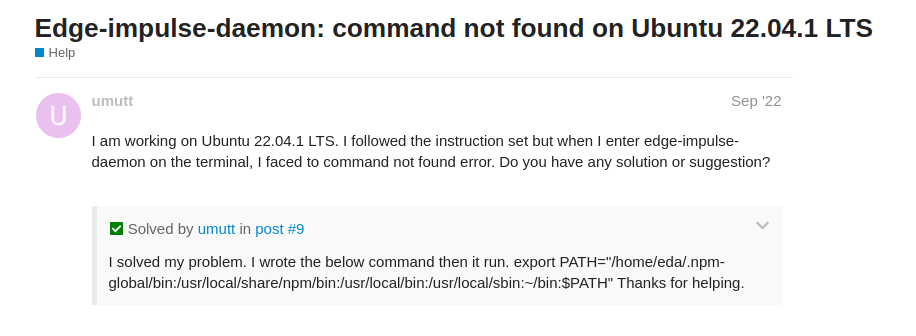 Edge-impulse-daemon: command not found on Ubuntu 22.04.1 LTS
Help
U
umutt
Sep '22
I am working on Ubuntu 22.04.1 LTS. I followed the instruction set but when I enter edge-impulse-
daemon on the terminal, I faced to command not found error. Do you have any solution or suggestion?
Solved by umutt in post #9
I solved my problem. I wrote the below command then it run. export PATH="/home/eda/.npm-
global/bin:/usr/local/share/npm/bin:/usr/local/bin:/usr/local/sbin:~/bin:$PATH" Thanks for helping.